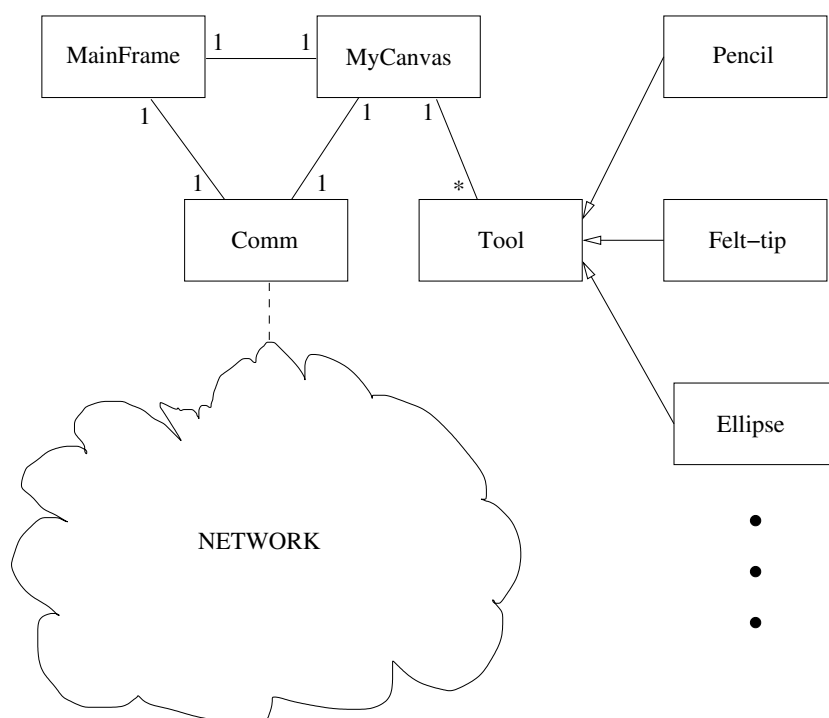 MainFrame
1
1
MyCanvas
Pencil
1
1
1
1
1
*
Comm
Tool
Felt−tip
Ellipse
NETWORK